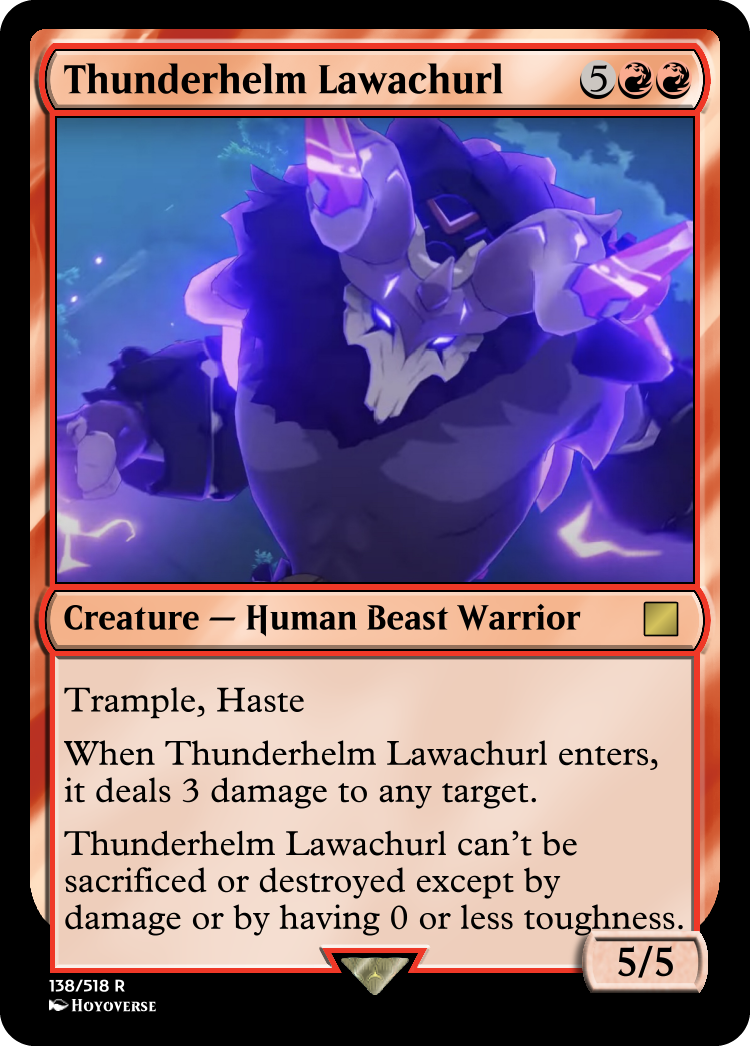 Thunderhelm Lawachurl 5
Creature — Human Beast Warrior
Trample, Haste
When Thunderhelm Lawachurl enters,
it deals 3 damage to any target.
Thunderhelm Lawachurl can't be
sacrificed or destroyed except by
damage or by having 0 or less toughness.
5/5
138/518 R
Hoyoverse